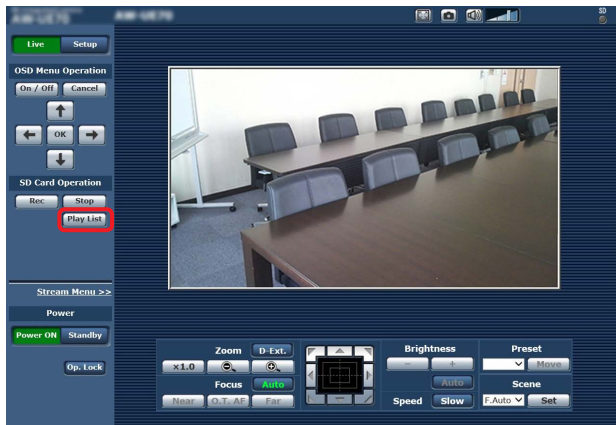 AW-UE70
AW-UE70
SD
Live
Setup
OSD Menu Operation
On / Off
Cancel
OK
SD Card Operation
Rec
Stop
Play List
Stream Menu >>
Power
Power ON
Standby
Op. Lock
Zoom
D-Ext.
×1.0
Focus
Auto
Near
O.T. AF
Far
Brightness
−
+
Auto
Speed
Slow
Preset
Move
Scene
F.Auto
Set